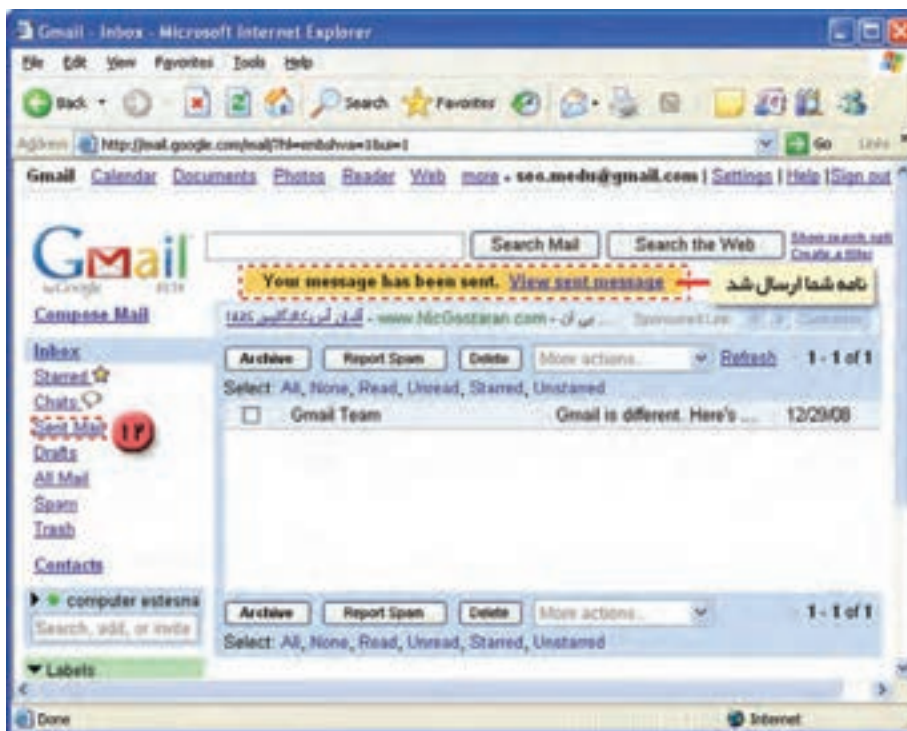 Gmail - Inbox - Microsoft Internet Explorer
File Edit View Favorites Tools Help
Back Search Favorites
Address Go Links
Gmail Calendar Documents Photos Reader Web more seo.medu@gmail.com | Settings | Help | Sign out
Gmail Search Mail Search the Web
by Google BETA Create a filter
Your message has been sent. View sent message نامه شما ارسال شد
Compose Mail
Inbox
Archive Report Spam Delete More actions... Refresh 1 - 1 of 1
Starred
Select: All, None, Read, Unread, Starred, Unstarred
Chats
Gmail Team Gmail is different. Here's ... 12/29/08
Sent Mail ۱۲
Drafts
All Mail
Spam
Trash
Contacts
computer estesna
Archive Report Spam Delete More actions... 1 - 1 of 1
Search, add, or invite
Select: All, None, Read, Unread, Starred, Unstarred
Labels
Done Internet